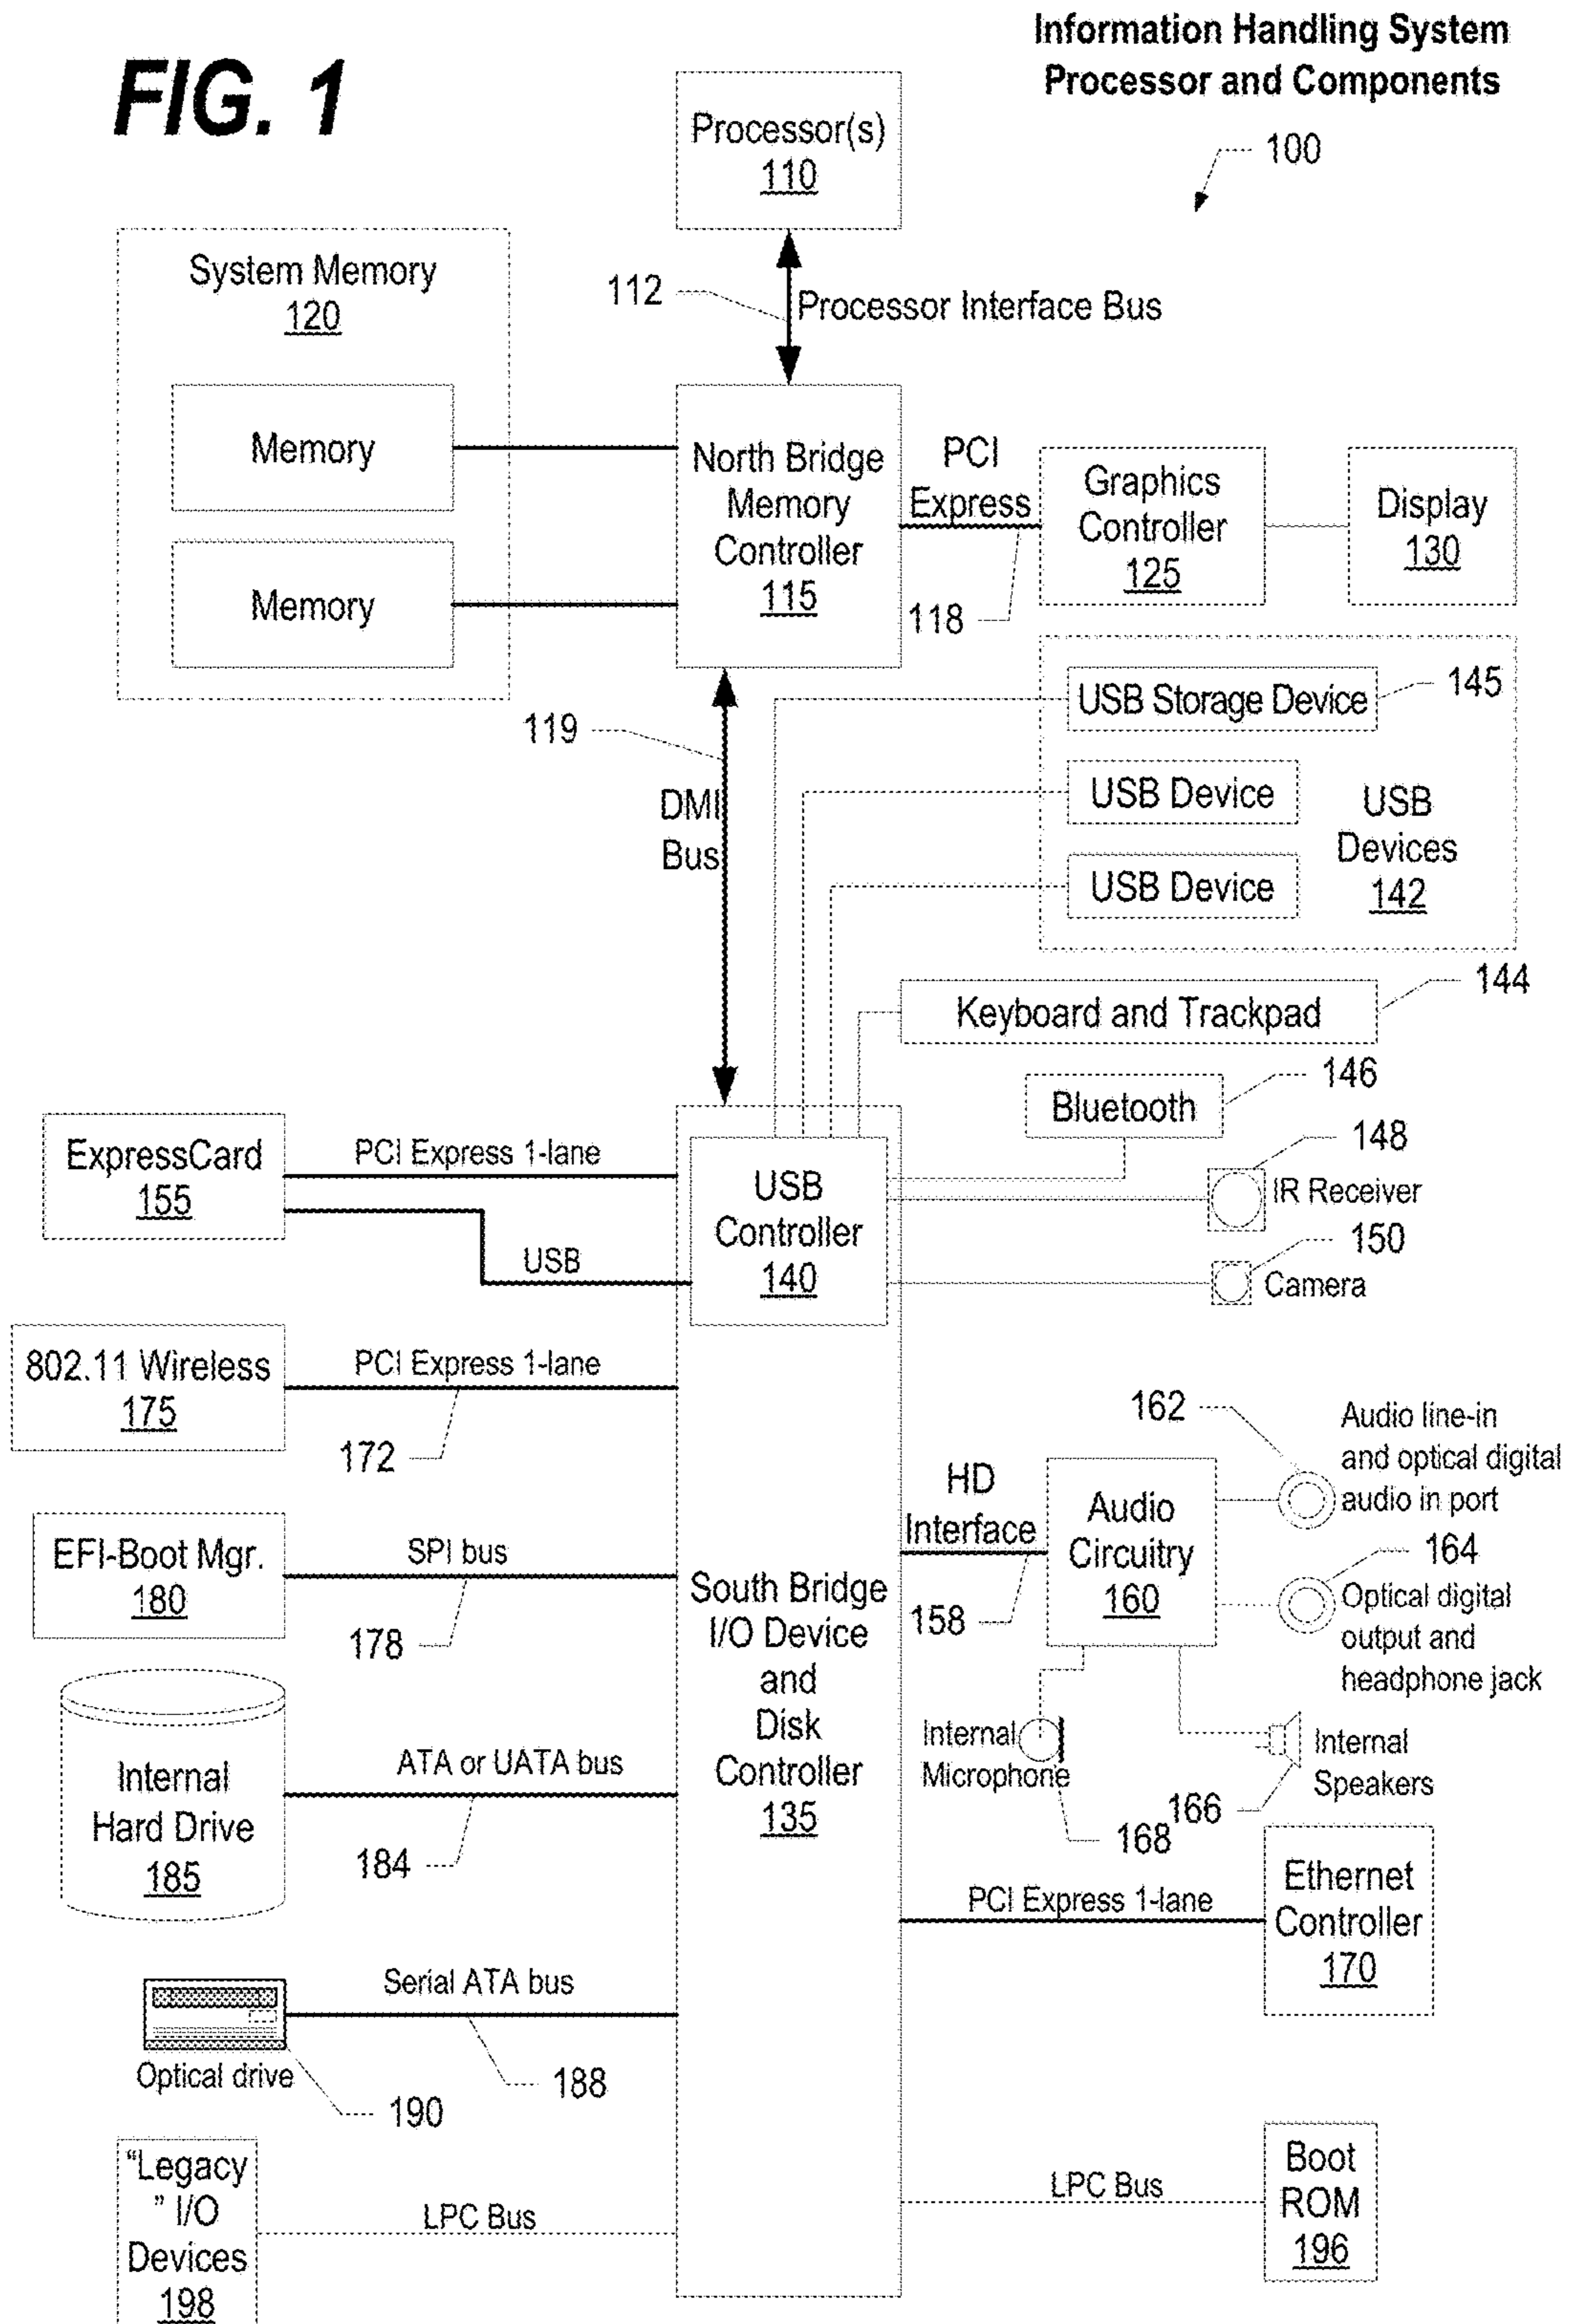 Information Handling System
Processor and Components
FIG. 1
100
Processor(s)
110
112
Processor Interface Bus
System Memory
120
Memory
Memory
North Bridge
Memory
Controller
115
PCI
Express
118
Graphics
Controller
125
Display
130
119
DMI
Bus
USB Storage Device
145
USB Device
USB Device
USB
Devices
142
Keyboard and Trackpad
144
Bluetooth
146
148
IR Receiver
150
Camera
USB
Controller
140
ExpressCard
155
PCI Express 1-lane
USB
802.11 Wireless
175
PCI Express 1-lane
172
EFI-Boot Mgr.
180
SPI bus
178
Internal
Hard Drive
185
ATA or UATA bus
184
Optical drive
190
Serial ATA bus
188
“Legacy
” I/O
Devices
198
LPC Bus
South Bridge
I/O Device
and
Disk
Controller
135
HD
Interface
158
Audio
Circuitry
160
162
Audio line-in
and optical digital
audio in port
164
Optical digital
output and
headphone jack
Internal
Microphone
168
166
Internal
Speakers
PCI Express 1-lane
Ethernet
Controller
170
LPC Bus
Boot
ROM
196